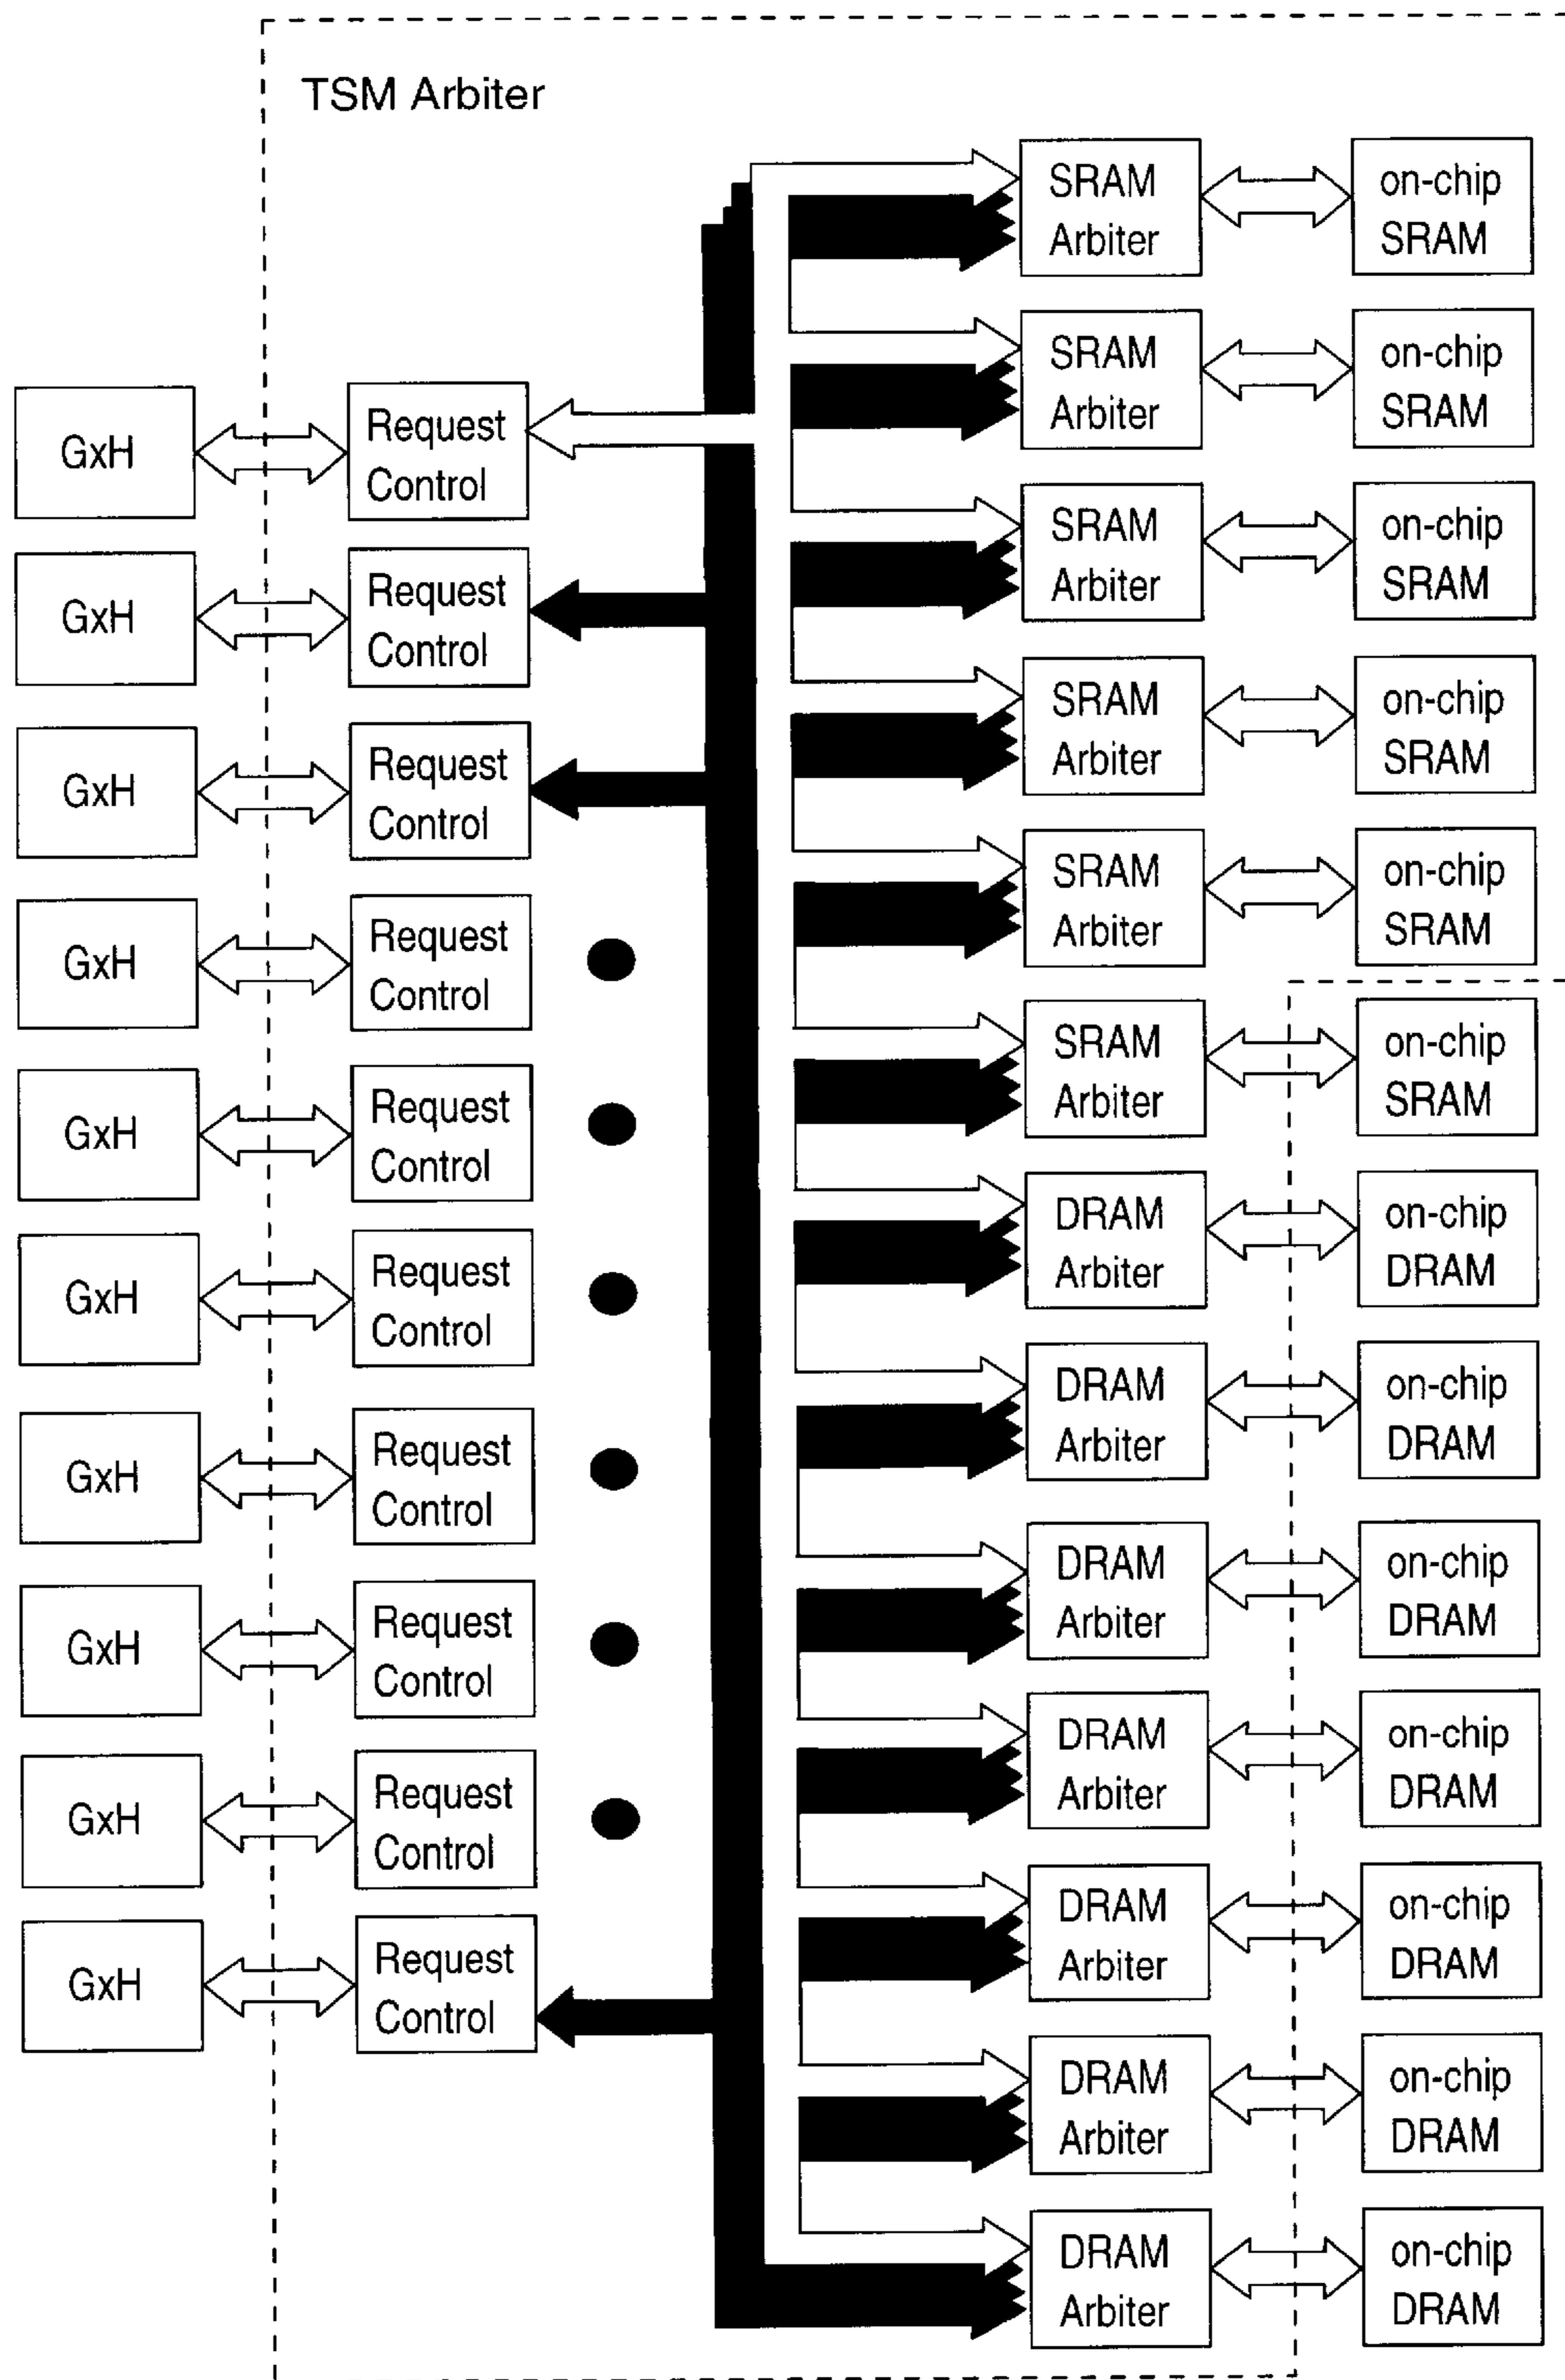 TSM Arbiter
GxH
GxH
GxH
GxH
GxH
GxH
GxH
GxH
GxH
GxH
Request
Control
Request
Control
Request
Control
Request
Control
Request
Control
Request
Control
Request
Control
Request
Control
Request
Control
Request
Control
SRAM
Arbiter
SRAM
Arbiter
SRAM
Arbiter
SRAM
Arbiter
SRAM
Arbiter
SRAM
Arbiter
DRAM
Arbiter
DRAM
Arbiter
DRAM
Arbiter
DRAM
Arbiter
DRAM
Arbiter
DRAM
Arbiter
DRAM
Arbiter
on-chip
SRAM
on-chip
SRAM
on-chip
SRAM
on-chip
SRAM
on-chip
SRAM
on-chip
SRAM
on-chip
DRAM
on-chip
DRAM
on-chip
DRAM
on-chip
DRAM
on-chip
DRAM
on-chip
DRAM
on-chip
DRAM